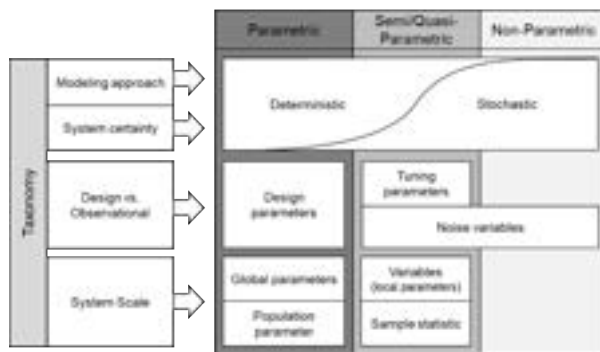 Parametric
Semi/Quasi-
Parametric
Non-Parametric
Taxonomy
Modeling approach
System certainty
Deterministic
Stochastic
Design vs.
Observational
Design
parameters
Tuning
parameters
Noise variables
System Scale
Global parameters
Population
parameter
Variables
(local parameters)
Sample statistic